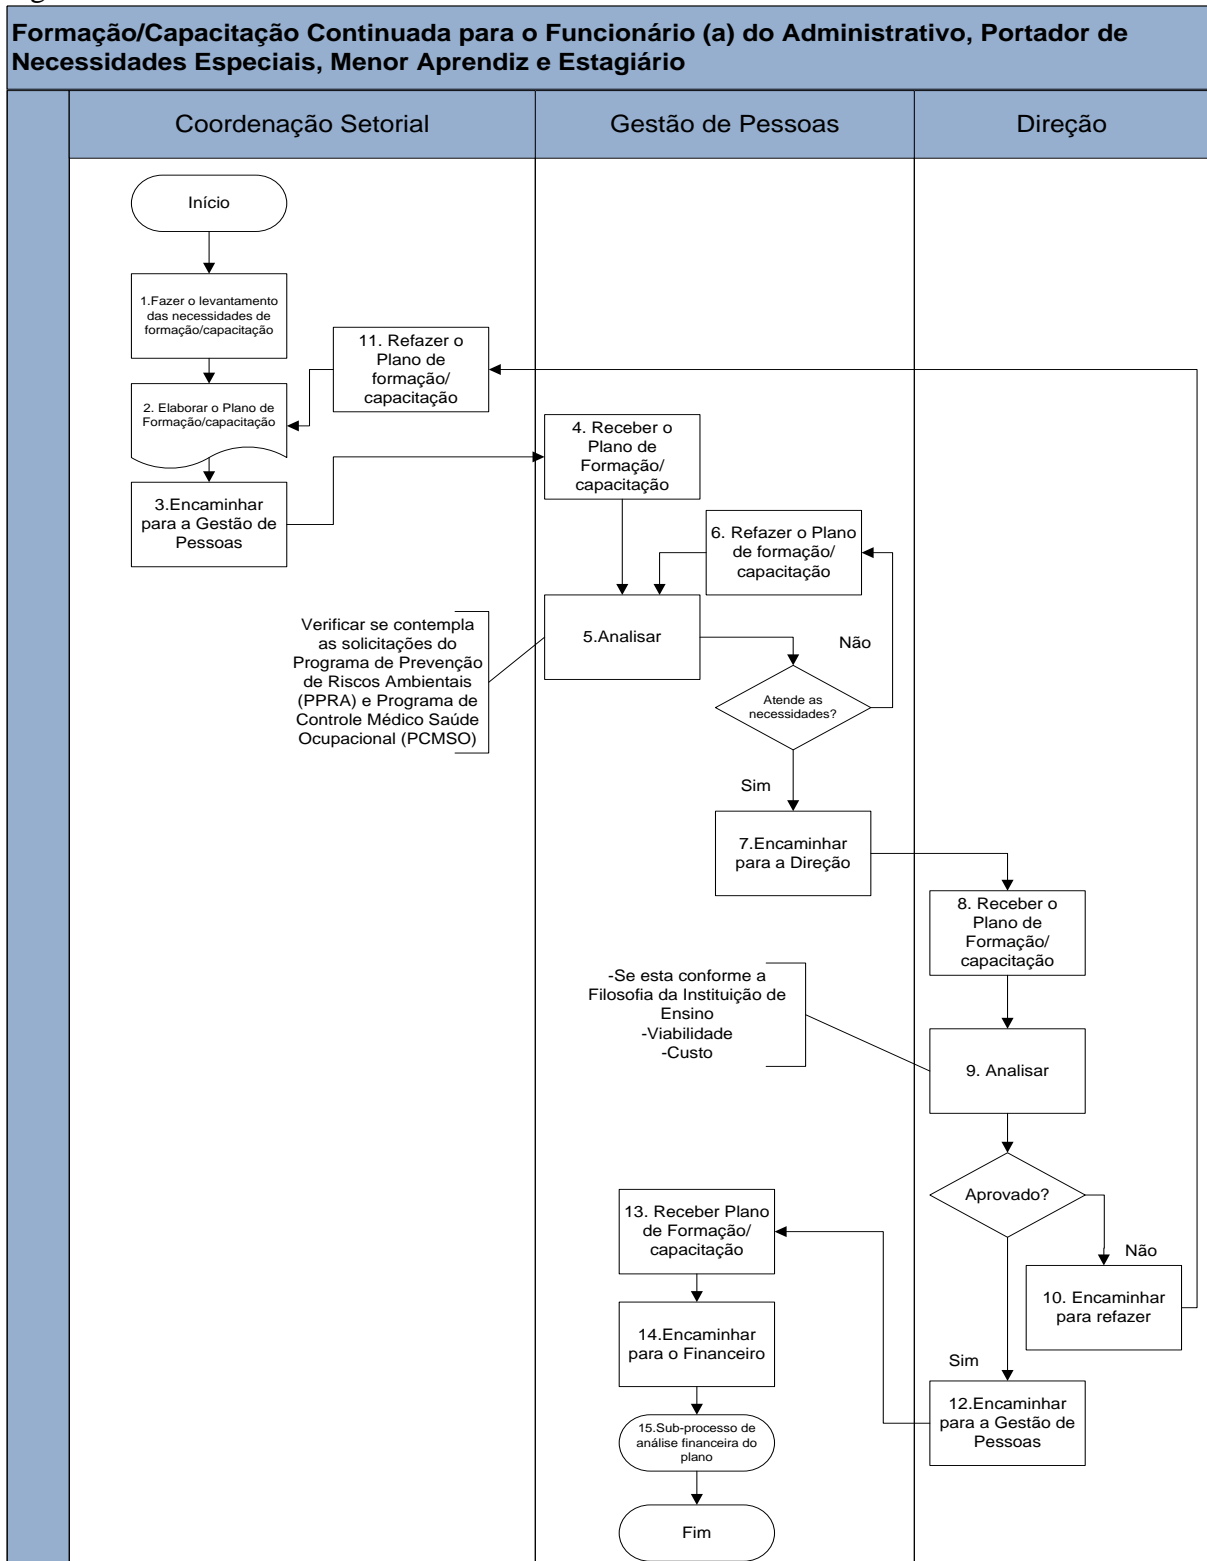 Formação/Capacitação Continuada para o Funcionário (a) do Administrativo, Portador de
Necessidades Especiais, Menor Aprendiz e Estagiário
Coordenação Setorial
Gestão de Pessoas
Direção
Início
1.Fazer o levantamento
das necessidades de
formação/capacitação
11. Refazer o
Plano de
formação/
capacitação
2. Elaborar o Plano de
Formação/capacitação
3.Encaminhar
para a Gestão de
Pessoas
4. Receber o
Plano de
Formação/
capacitação
6. Refazer o Plano
de formação/
capacitação
Verificar se contempla
as solicitações do
Programa de Prevenção
de Riscos Ambientais
(PPRA) e Programa de
Controle Médico Saúde
Ocupacional (PCMSO)
5.Analisar
Não
Atende as
necessidades?
Sim
7.Encaminhar
para a Direção
8. Receber o
Plano de
Formação/
capacitação
-Se esta conforme a
Filosofia da Instituição de
Ensino
-Viabilidade
-Custo
9. Analisar
Aprovado?
Não
10. Encaminhar
para refazer
Sim
12.Encaminhar
para a Gestão de
Pessoas
13. Receber Plano
de Formação/
capacitação
14.Encaminhar
para o Financeiro
15.Sub-processo de
análise financeira do
plano
Fim